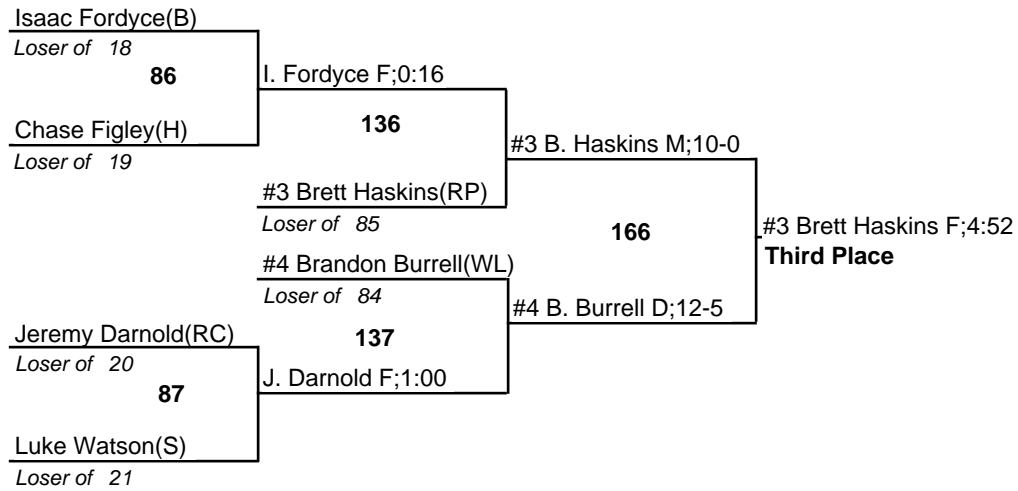 Isaac Fordyce(B)
Loser of 18
86
I. Fordyce F;0:16
Chase Figley(H)
Loser of 19
136
#3 B. Haskins M;10-0
#3 Brett Haskins(RP)
Loser of 85
166
#3 Brett Haskins F;4:52
Third Place
#4 Brandon Burrell(WL)
Loser of 84
#4 B. Burrell D;12-5
137
Jeremy Darnold(RC)
Loser of 20
87
J. Darnold F;1:00
Luke Watson(S)
Loser of 21